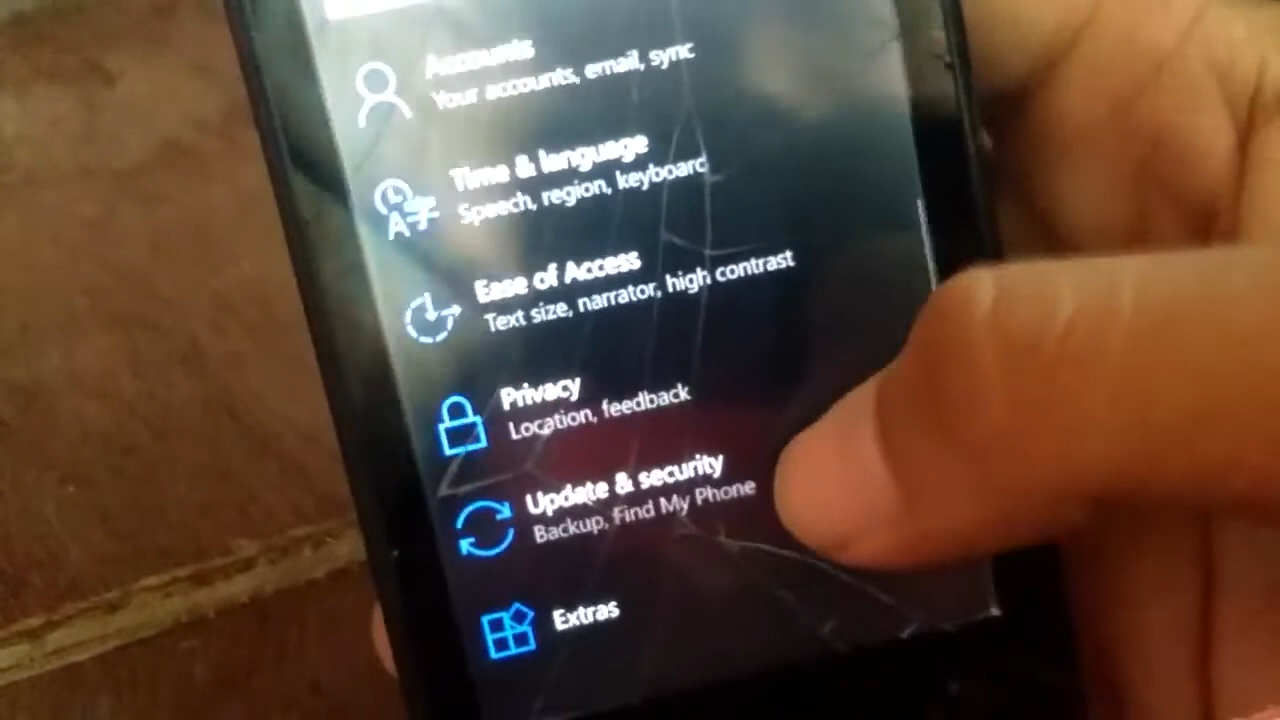 Accounts
Your accounts, email, sync
Time & language
Speech, region, keyboard
Ease of Access
Text size, narrator, high contrast
Privacy
Location, feedback
Update & security
Backup, Find My Phone
Extras